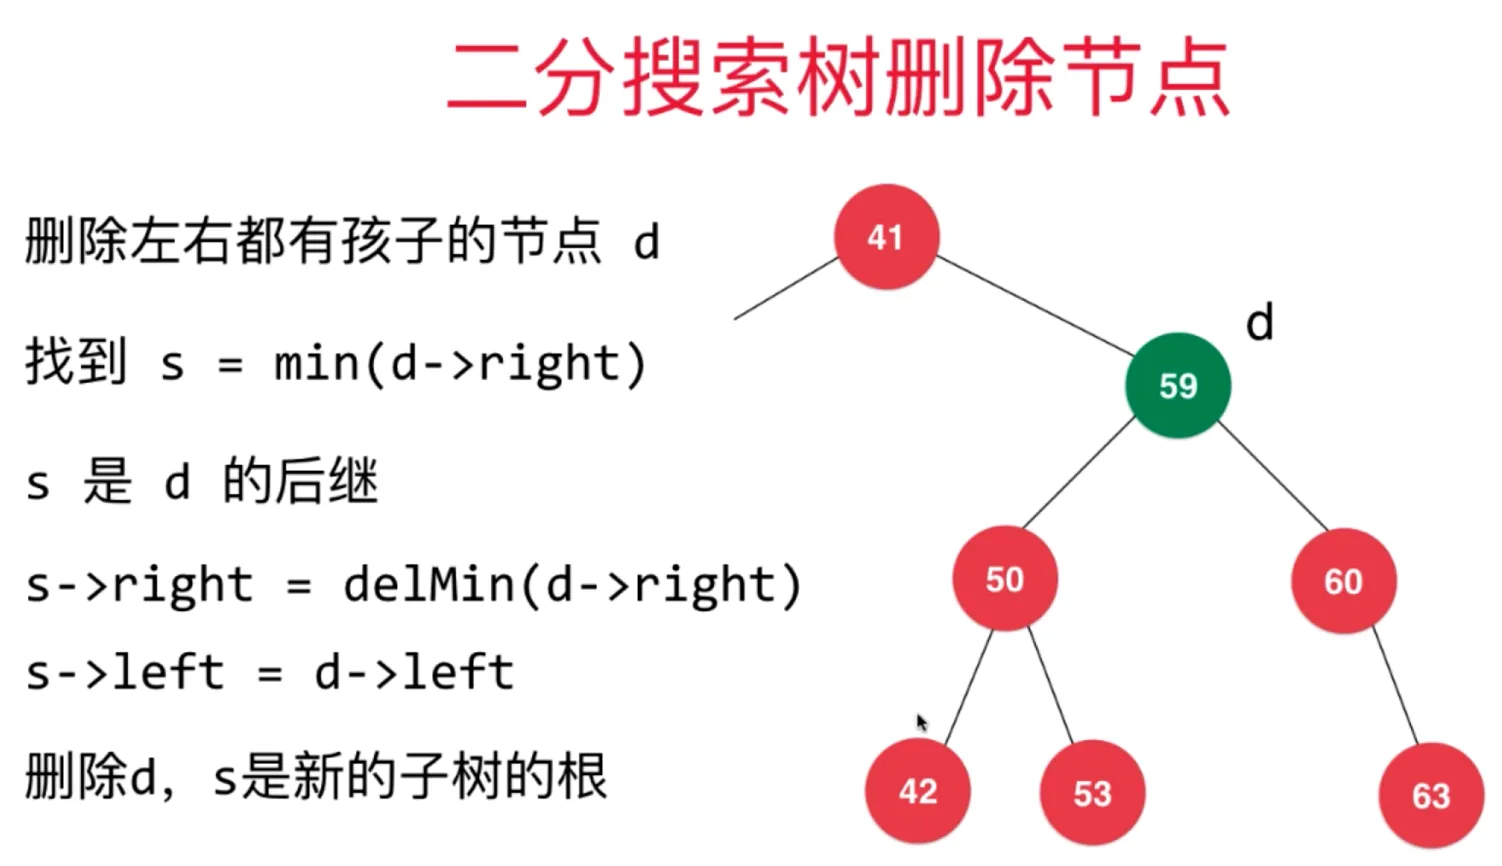 二分搜索树删除节点
删除左右都有孩子的节点 d
找到 s = min(d->right)
s 是 d 的后继
s->right = delMin(d->right)
s->left = d->left
删除d, s是新的子树的根
41
d
59
50
60
42
53
63